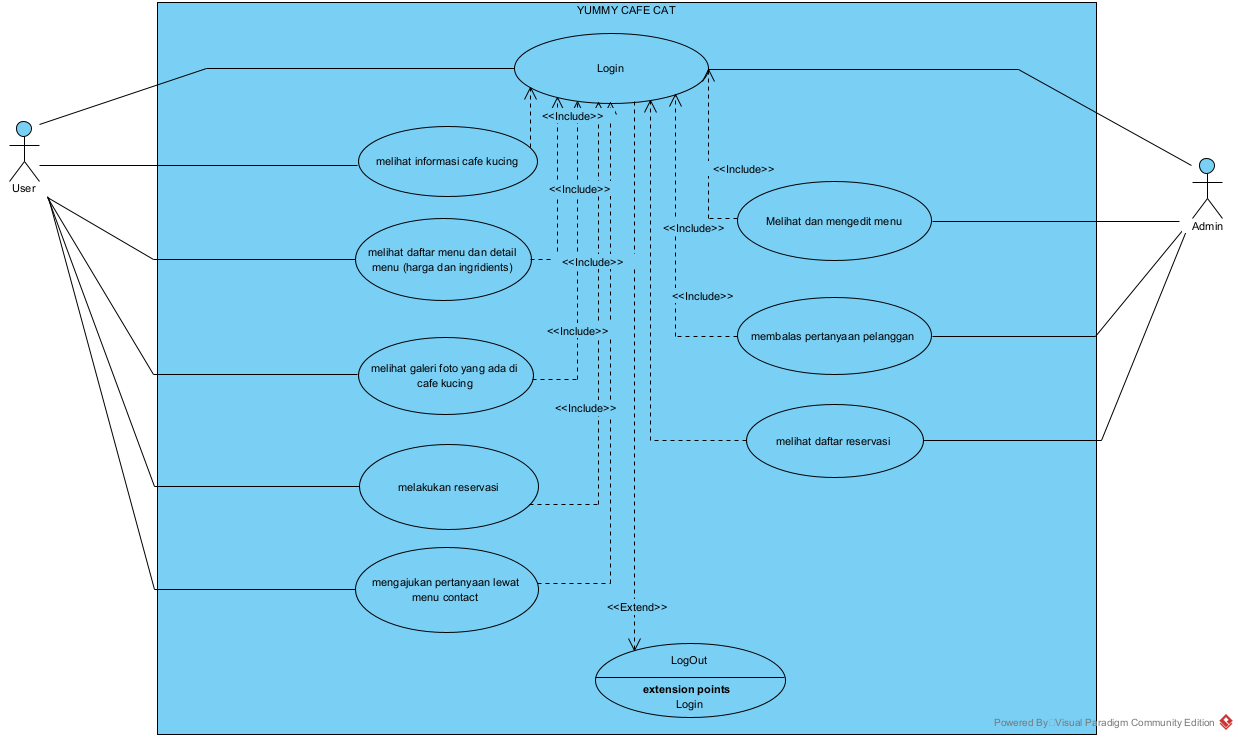 YUMMY CAFE CAT
Login
<<Include>>
melihat informasi cafe kucing
<<Include>>
User
<<Include>>
Melihat dan mengedit menu
Admin
<<Include>>
melihat daftar menu dan detail
menu (harga dan ingridients)
<<Include>>
<<Include>>
<<Include>>
membalas pertanyaan pelanggan
melihat galeri foto yang ada di
cafe kucing
<<Include>>
melihat daftar reservasi
melakukan reservasi
mengajukan pertanyaan lewat
menu contact
<<Extend>>
LogOut
extension points
Login
Powered By Visual Paradigm Community Edition